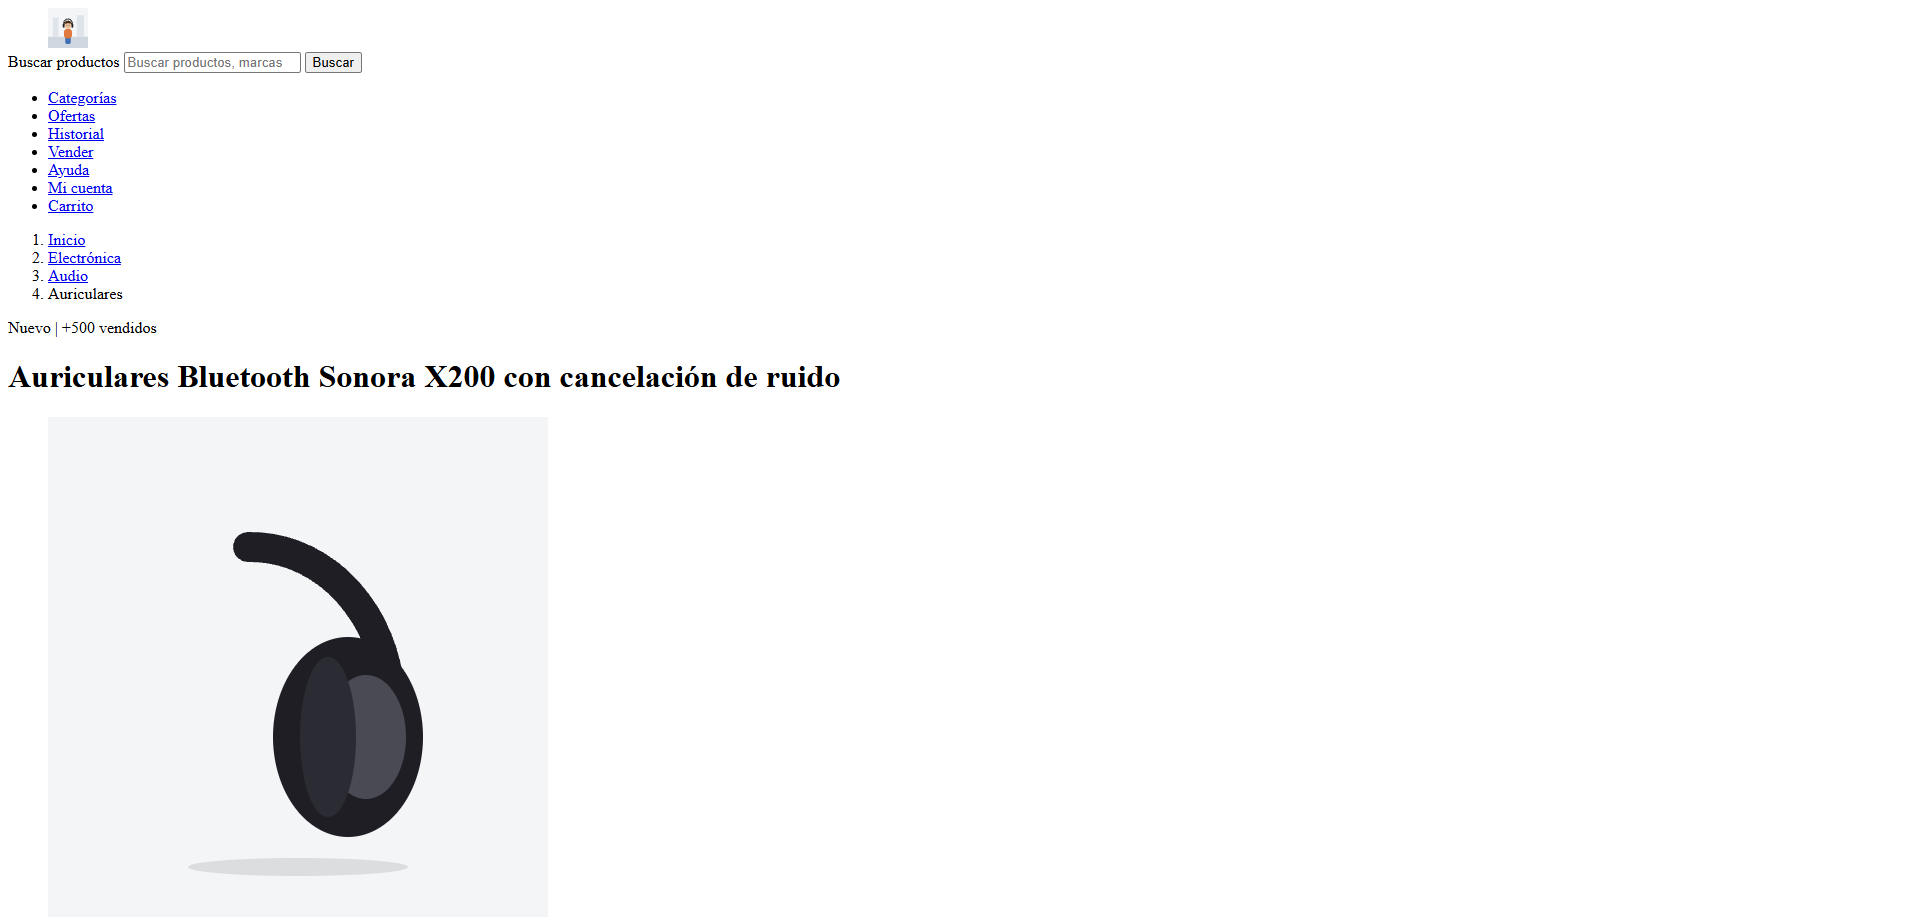 Buscar productos Buscar productos, marcas Buscar
Categorías
Ofertas
Historial
Vender
Ayuda
Mi cuenta
Carrito
1. Inicio
2. Electrónica
3. Audio
4. Auriculares
Nuevo | +500 vendidos
Auriculares Bluetooth Sonora X200 con cancelación de ruido